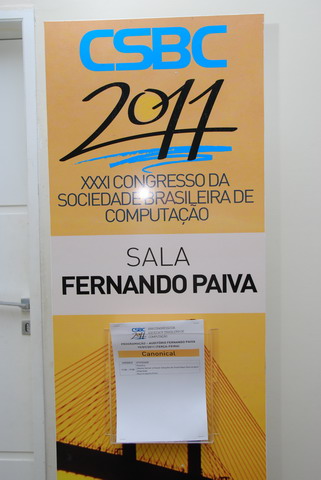 CSBC
2011
XXXI CONGRESSO DA
SOCIEDADE BRASILEIRA DE
COMPUTAÇÃO
SALA
FERNANDO PAIVA
CSBC
2011
Canonical